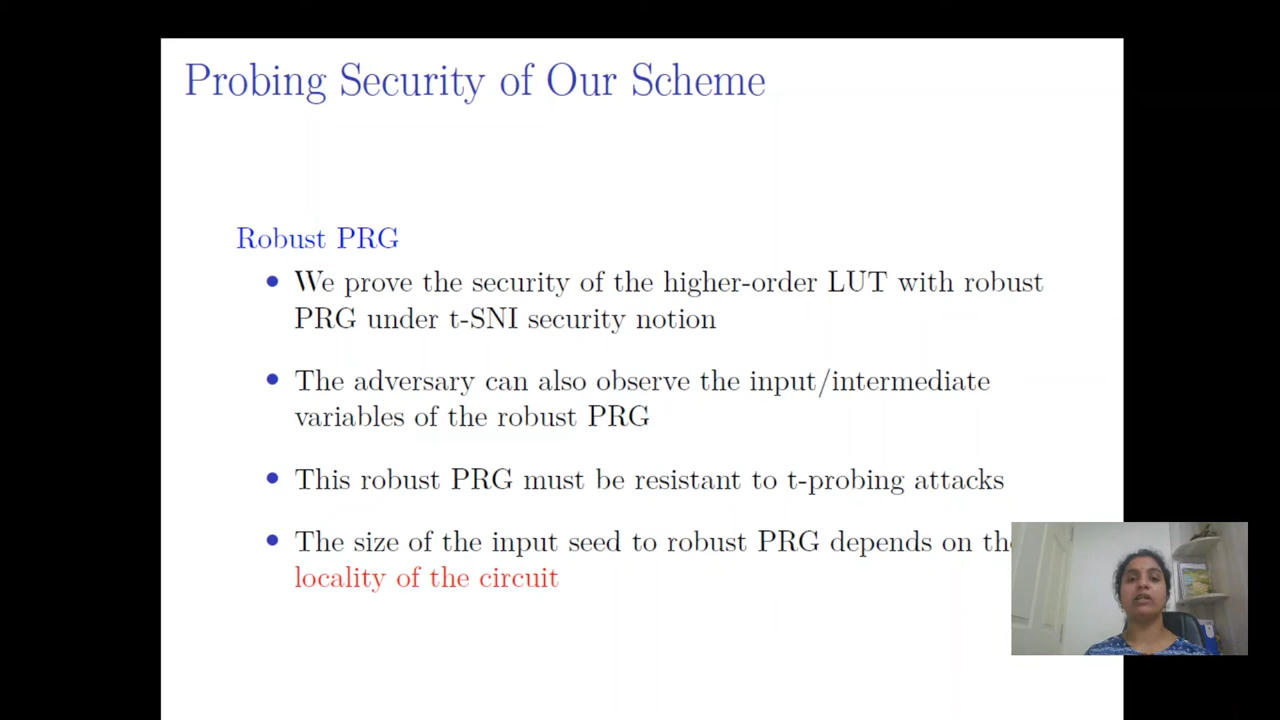 Probing Security of Our Scheme
Robust PRG
• We prove the security of the higher-order LUT with robust
PRG under t-SNI security notion
• The adversary can also observe the input/intermediate
variables of the robust PRG
• This robust PRG must be resistant to t-probing attacks
• The size of the input seed to robust PRG depends on the
locality of the circuit